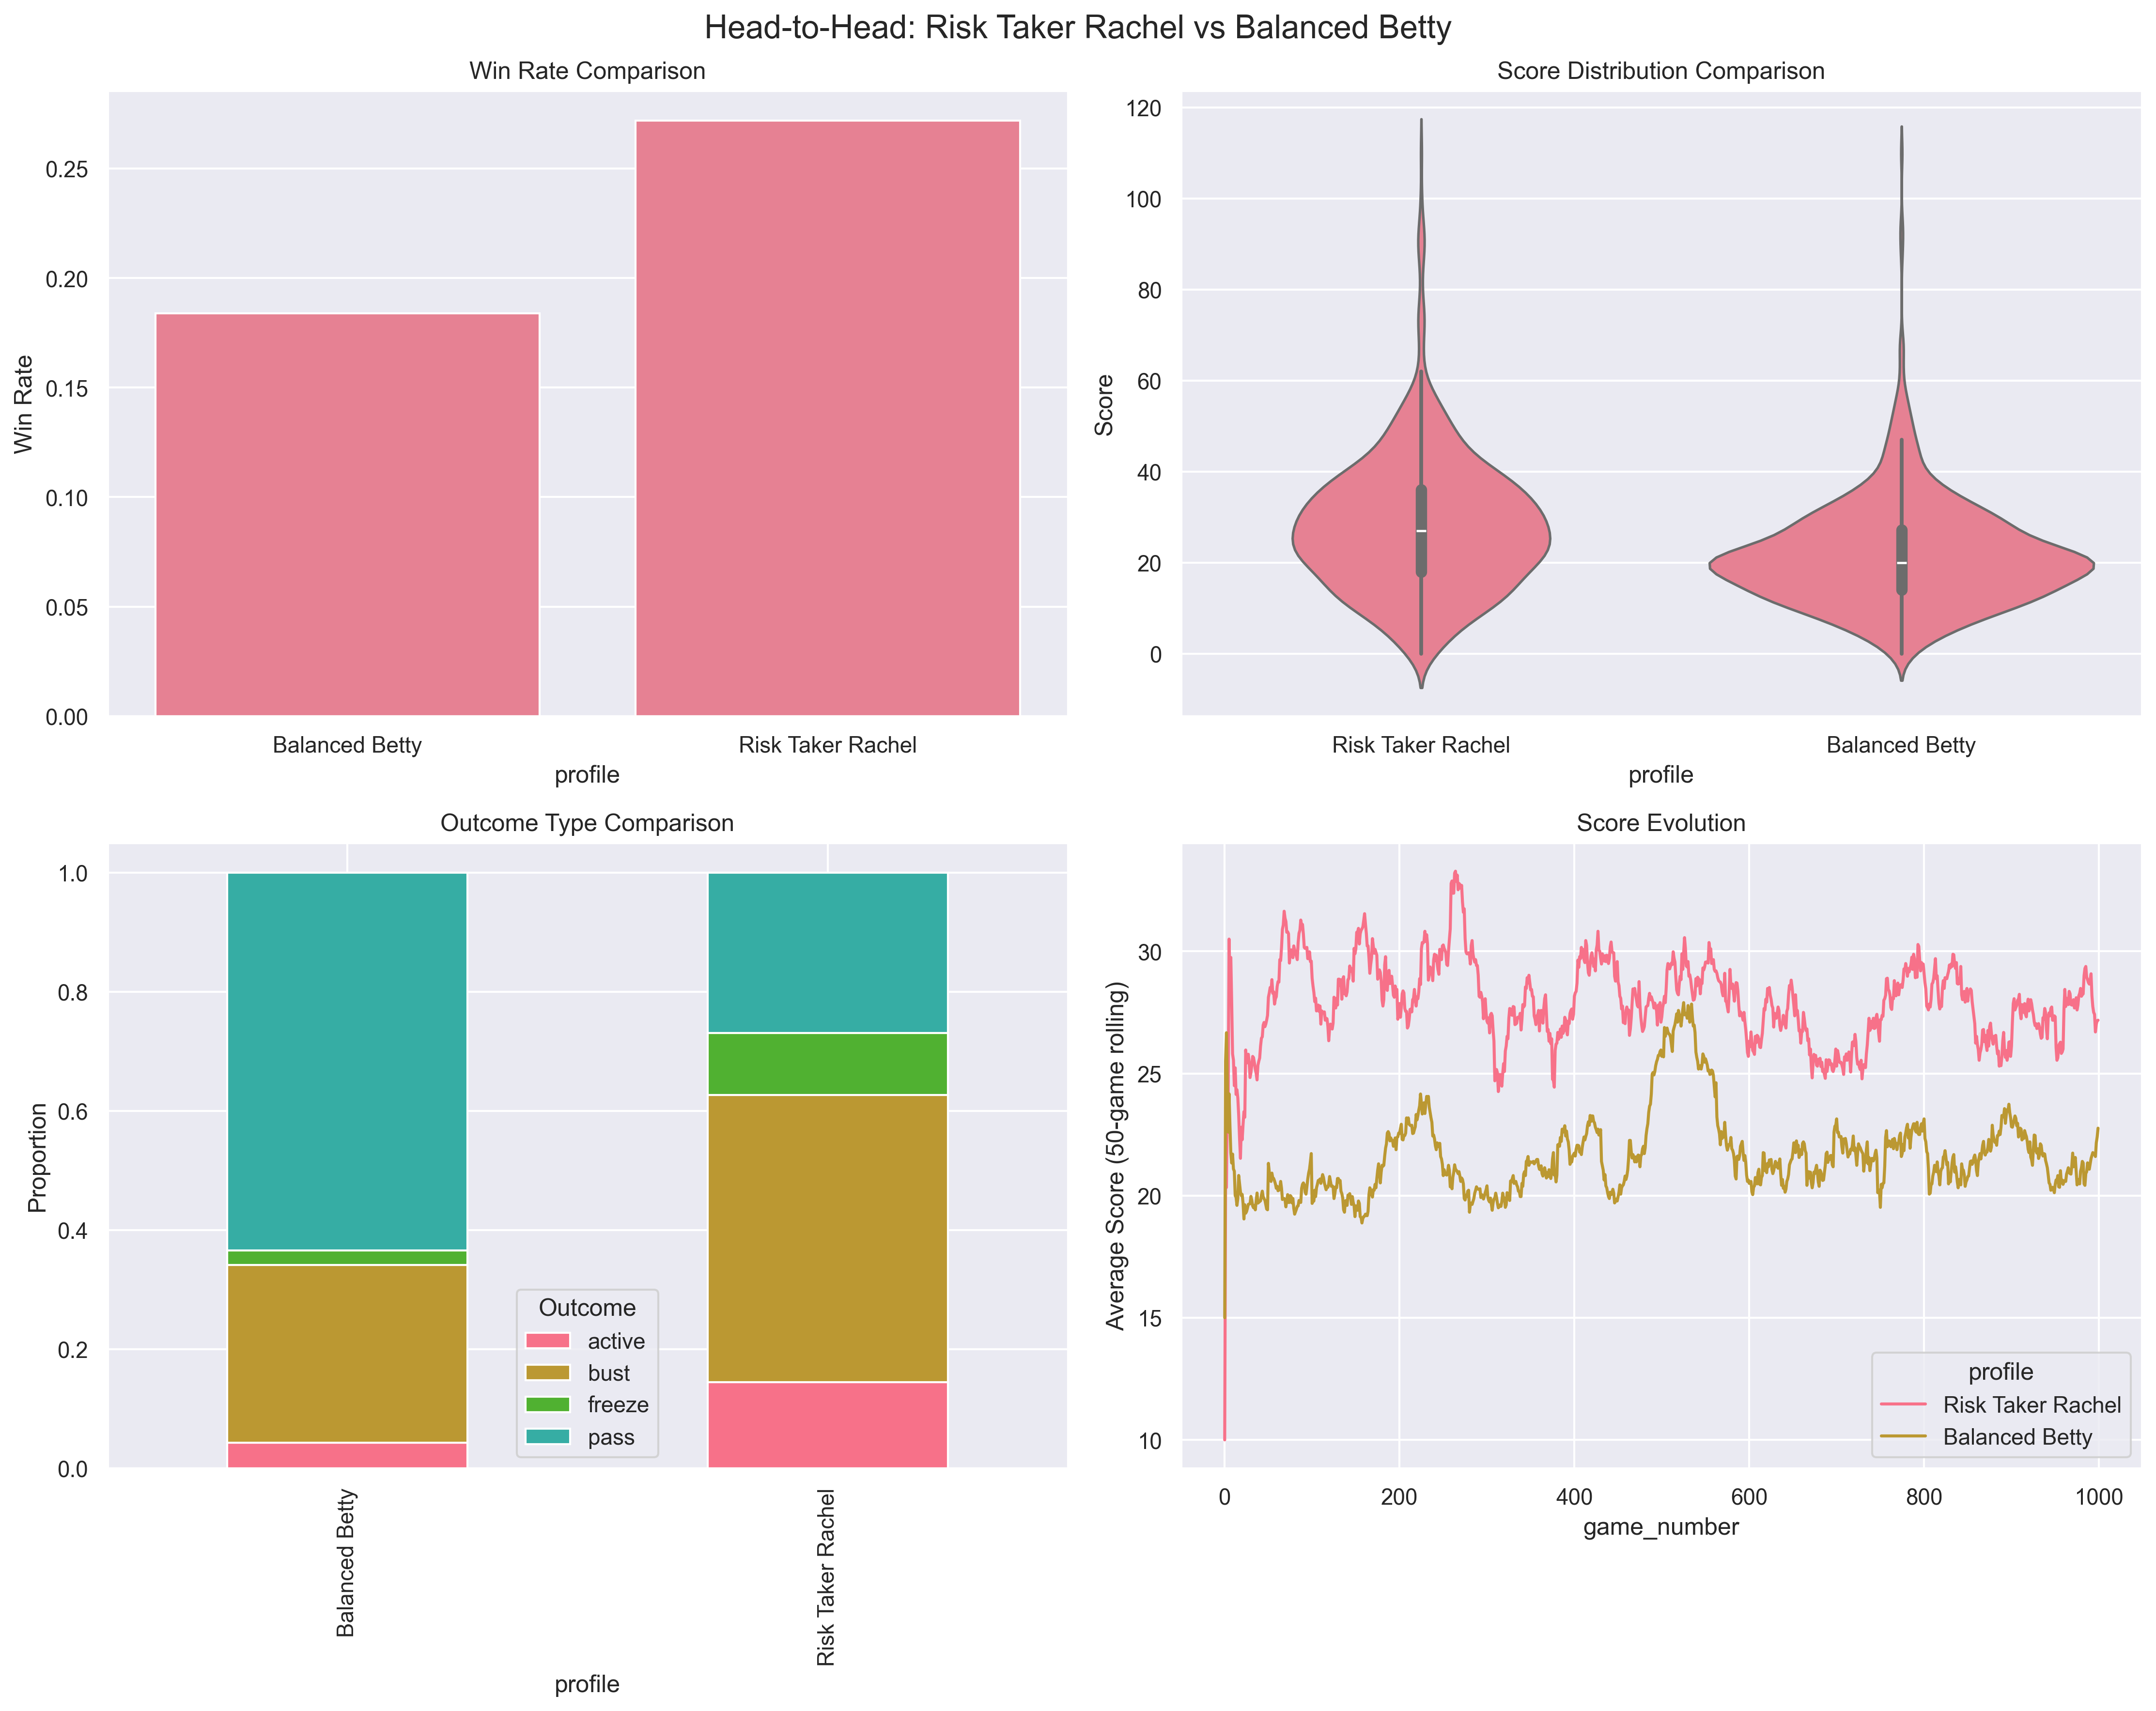 Head-to-Head: Risk Taker Rachel vs Balanced Betty
Win Rate Comparison
Win Rate
0.25
0.20
0.15
0.10
0.05
0.00
Balanced Betty
Risk Taker Rachel
profile
Score Distribution Comparison
Score
120
100
80
60
40
20
0
Risk Taker Rachel
Balanced Betty
profile
Outcome Type Comparison
Proportion
1.0
0.8
0.6
0.4
0.2
0.0
Outcome
active
bust
freeze
pass
Balanced Betty
Risk Taker Rachel
profile
Score Evolution
Average Score (50-game rolling)
30
25
20
15
10
profile
Risk Taker Rachel
Balanced Betty
0
200
400
600
800
1000
game_number